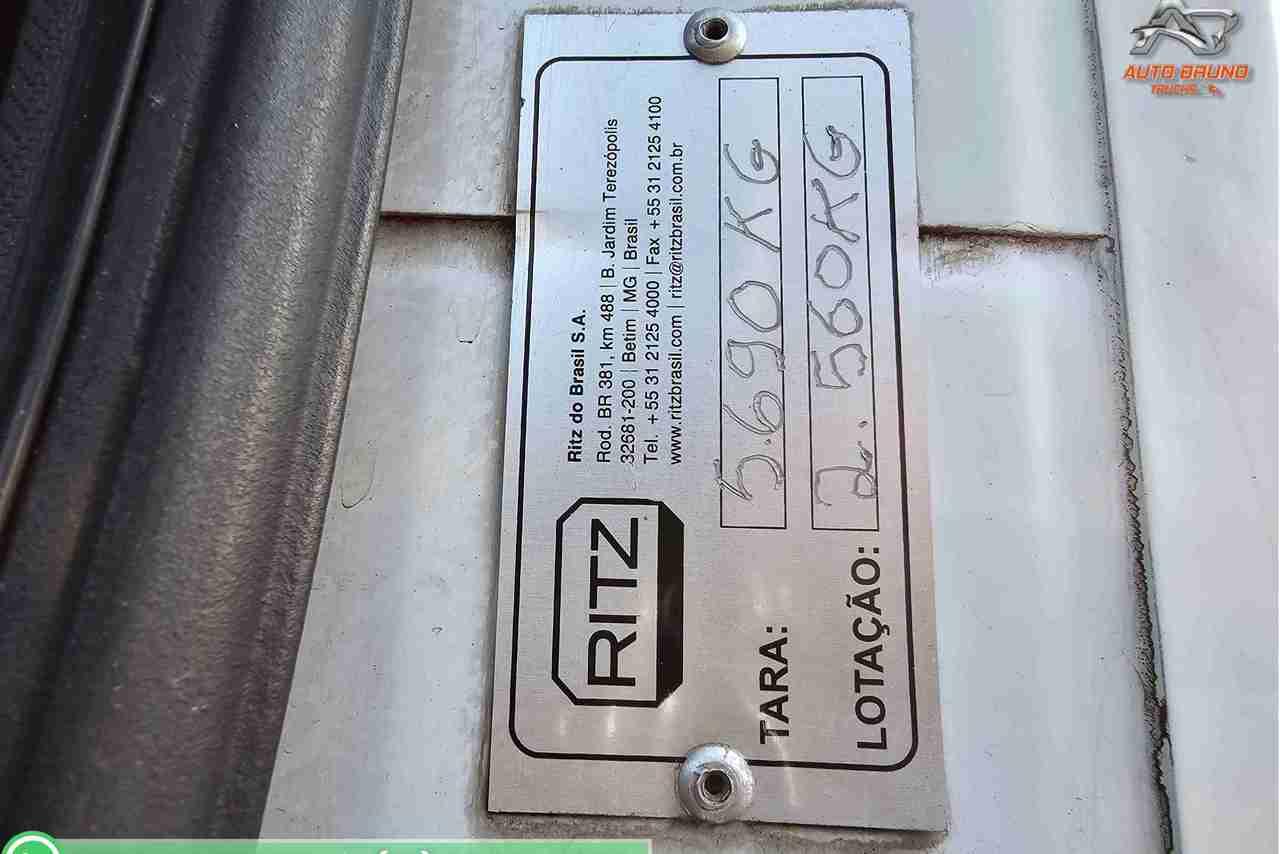 RITZ
Ritz do Brasil S.A.
Rod. BR 381, km 488 | B. Jardim Terezópolis
32681-200 | Betim | MG | Brasil
Tel. +55 31 2125 4000 | Fax +55 31 2125 4100
www.ritzbrasil.com | ritz@ritzbrasil.com.br
TARA: 5.690 KG
LOTAÇÃO: 2.560KG
AUTO BRUNO
TRUCKS